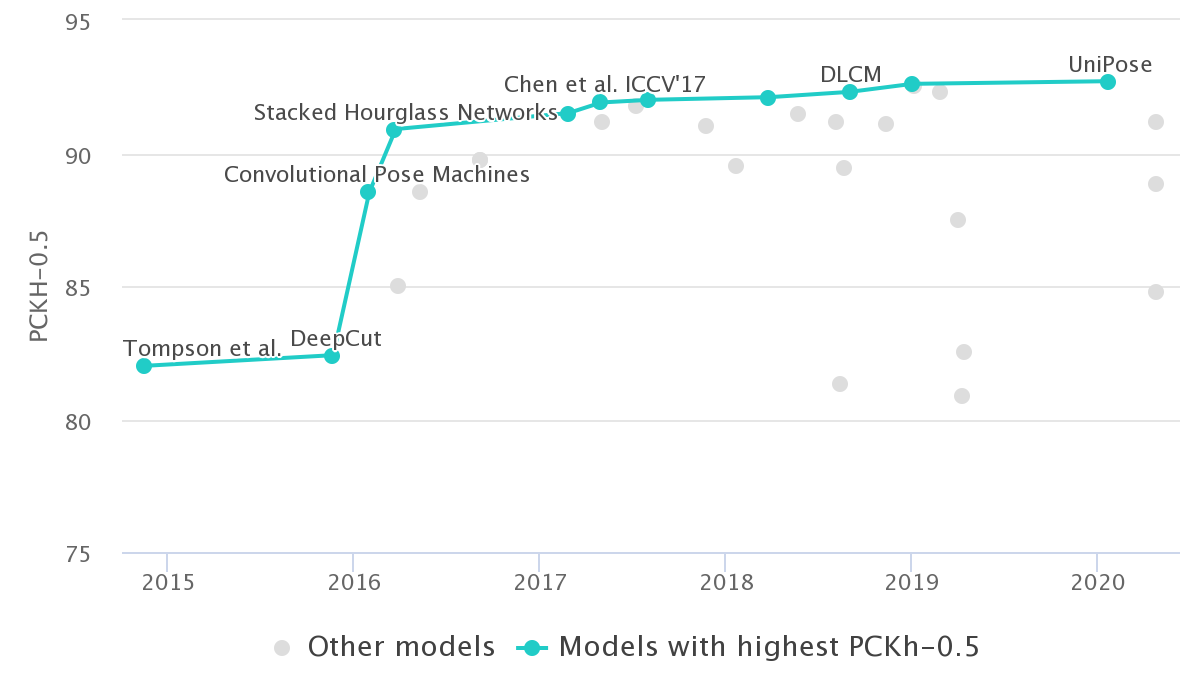 95
UniPose
DLCM
Chen et al. ICCV'17
Stacked Hourglass Networks
90
Convolutional Pose Machines
PCKH-0.5
85
Tompson et al.
DeepCut
80
75
2015 2016 2017 2018 2019 2020
Other models Models with highest PCKh-0.5